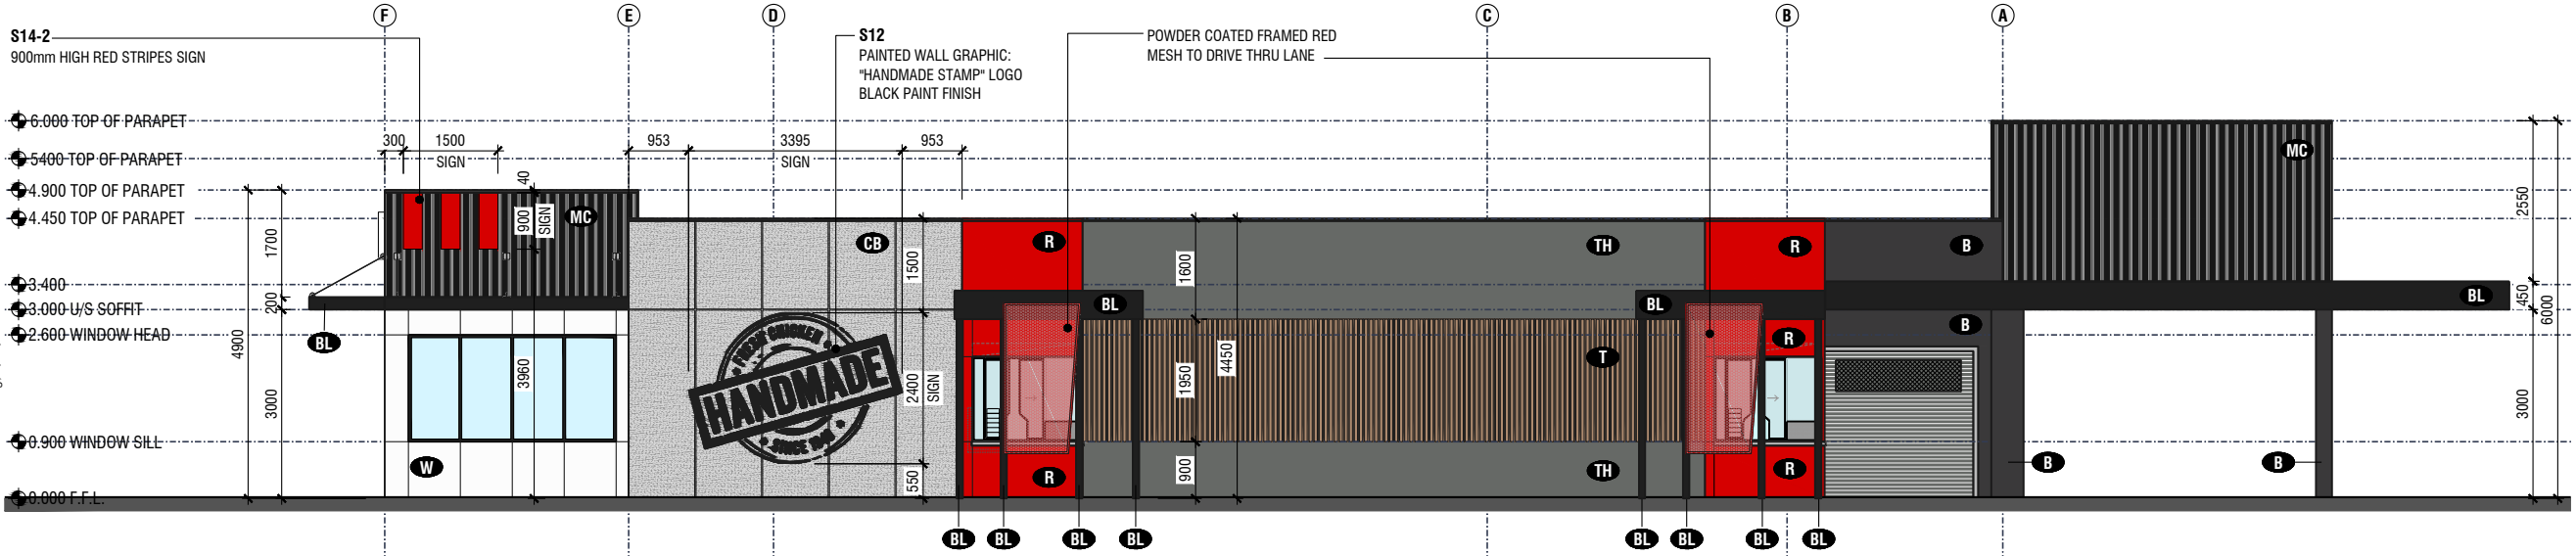 F
E
D
C
B
A
S14-2
900mm HIGH RED STRIPES SIGN
S12
PAINTED WALL GRAPHIC:
"HANDMADE STAMP" LOGO
BLACK PAINT FINISH
POWDER COATED FRAMED RED
MESH TO DRIVE THRU LANE
6.000 TOP OF PARAPET
5400 TOP OF PARAPET
4.900 TOP OF PARAPET
4.450 TOP OF PARAPET
3.400
3.000 U/S SOFFIT
2.600 WINDOW HEAD
0.900 WINDOW SILL
0.000 F.F.L.
300
1500
SIGN
953
3395
SIGN
953
40
900
SIGN
4900
1700
200
3000
3960
1500
2400
SIGN
550
1600
1950
900
4450
2550
450
3000
6000
MC
CB
R
TH
R
B
MC
BL
BL
BL
BL
T
R
B
W
R
TH
R
B
B
BL
BL
BL
BL
BL
BL
BL
BL
FRESH CHICKEN
HANDMADE